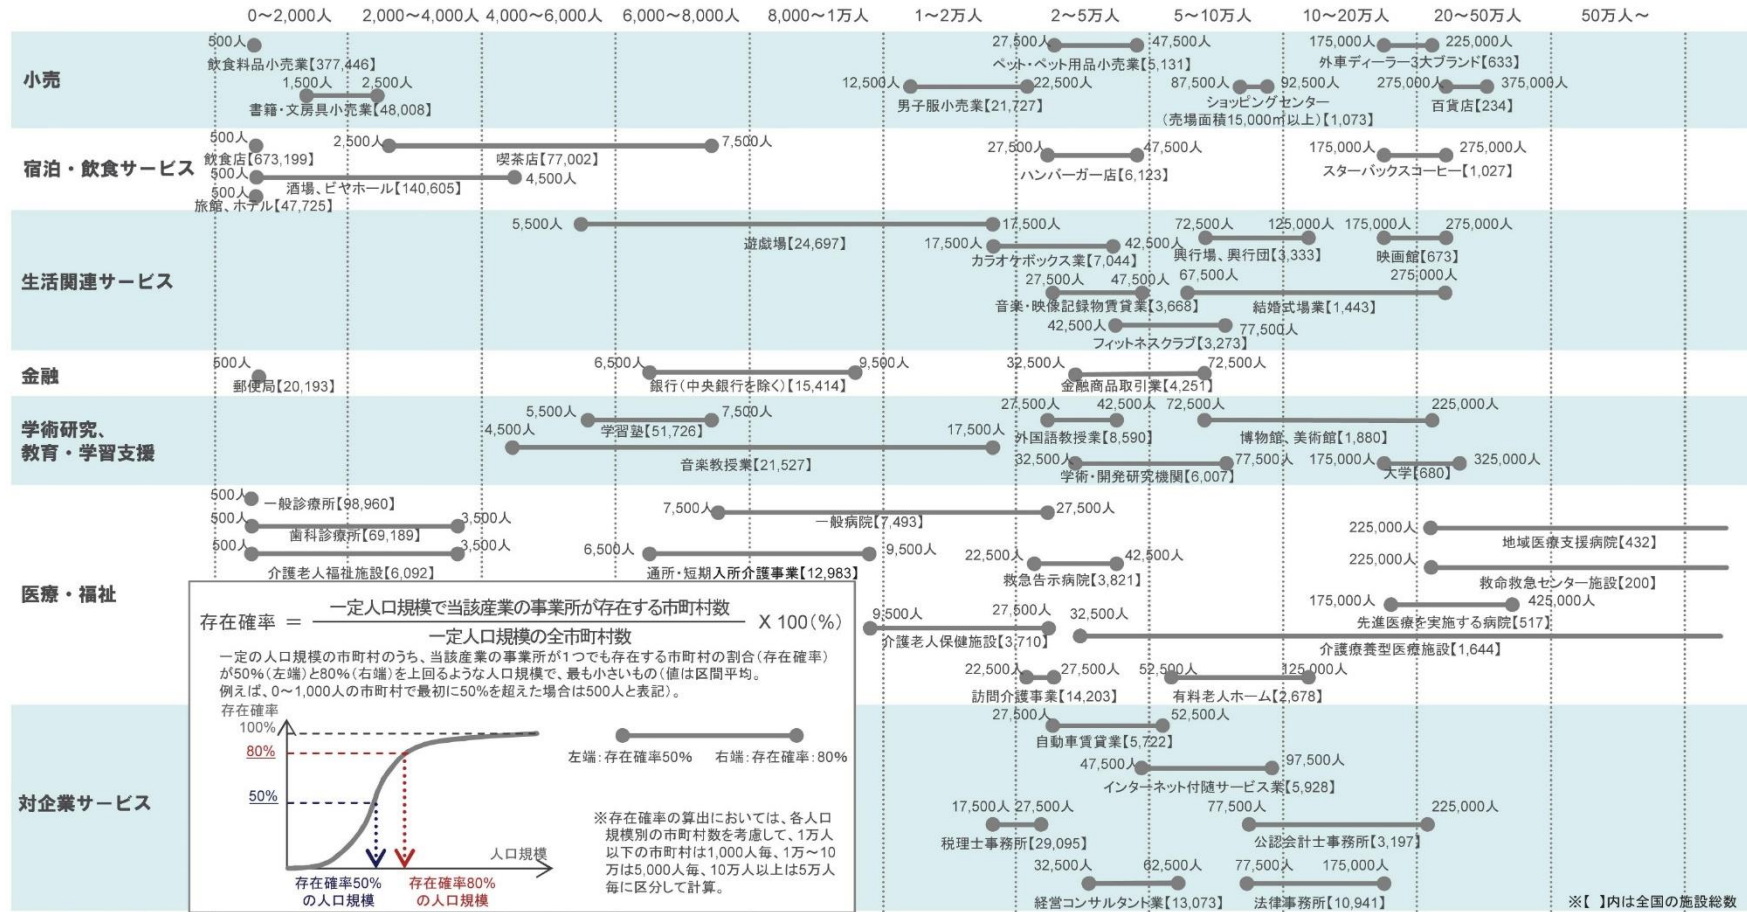 0～2,000人 2,000～4,000人 4,000～6,000人 6,000～8,000人 8,000～1万人 1～2万人 2～5万人 5～10万人 10～20万人 20～50万人 50万人～
小売
500人
飲食料品小売業【377,446】
1,500人 2,500人
書籍・文房具小売業【48,008】
12,500人 22,500人
男子服小売業【21,727】
27,500人 47,500人
ペット・ペット用品小売業【5,131】
87,500人 92,500人
ショッピングセンター
（売場面積15,000㎡以上）【1,073】
175,000人 225,000人
外車ディーラー3大ブランド【633】
275,000人 375,000人
百貨店【234】
宿泊・飲食サービス
500人
飲食店【673,199】
2,500人 7,500人
喫茶店【77,002】
500人 4,500人
酒場、ビヤホール【140,605】
500人
旅館、ホテル【47,725】
27,500人 47,500人
ハンバーガー店【6,123】
175,000人 275,000人
スターバックスコーヒー【1,027】
生活関連サービス
5,500人 17,500人
遊戯場【24,697】
17,500人 42,500人
カラオケボックス業【7,044】
72,500人 125,000人
興行場、興行団【3,333】
175,000人 275,000人
映画館【673】
27,500人 47,500人
音楽・映像記録物賃貸業【3,668】
67,500人 275,000人
結婚式場業【1,443】
42,500人 77,500人
フィットネスクラブ【3,273】
金融
500人
郵便局【20,193】
6,500人 9,500人
銀行（中央銀行を除く）【15,414】
32,500人 72,500人
金融商品取引業【4,251】
学術研究、
教育・学習支援
5,500人 7,500人
学習塾【51,726】
4,500人 17,500人
音楽教授業【21,527】
27,500人 42,500人
外国語教授業【8,590】
72,500人 225,000人
博物館、美術館【1,880】
32,500人 77,500人
学術・開発研究機関【6,007】
175,000人 325,000人
大学【680】
医療・福祉
500人
一般診療所【98,960】
500人 3,500人
歯科診療所【69,189】
500人 3,500人
介護老人福祉施設【6,092】
7,500人 27,500人
一般病院【7,493】
6,500人 9,500人
通所・短期入所介護事業【12,983】
22,500人 42,500人
救急告示病院【3,821】
225,000人
地域医療支援病院【432】
225,000人
救命救急センター施設【200】
175,000人 425,000人
先進医療を実施する病院【517】
9,500人 27,500人
介護老人保健施設【3,710】
32,500人
介護療養型医療施設【1,644】
22,500人 27,500人
訪問介護事業【14,203】
52,500人 125,000人
有料老人ホーム【2,678】
対企業サービス
27,500人 52,500人
自動車賃貸業【5,722】
47,500人 97,500人
インターネット付随サービス業【5,928】
17,500人 27,500人
税理士事務所【29,095】
77,500人 225,000人
公認会計士事務所【3,197】
32,500人 62,500人
経営コンサルタント業【13,073】
77,500人 175,000人
法律事務所【10,941】
存在確率 ＝ 一定人口規模で当該産業の事業所が存在する市町村数 X 100（%）
一定人口規模の全市町村数
一定の人口規模の市町村のうち、当該産業の事業所が1つでも存在する市町村の割合（存在確率）
が50%（左端）と80%（右端）を上回るような人口規模で、最も小さいもの（値は区間平均。
例えば、0～1,000人の市町村で最初に50%を超えた場合は500人と表記）。
存在確率
100%
80%
50%
人口規模
存在確率50%
の人口規模
存在確率80%
の人口規模
左端：存在確率50% 右端：存在確率：80%
※存在確率の算出においては、各人口
規模別の市町村数を考慮して、1万人
以下の市町村は1,000人毎、1万～10
万は5,000人毎、10万人以上は5万人
毎に区分して計算。
※【 】内は全国の施設総数